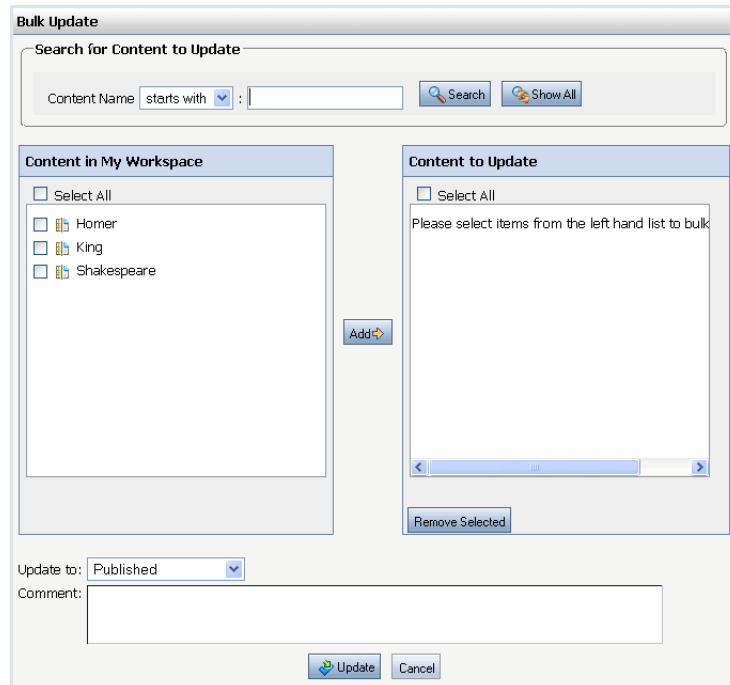 Bulk Update
Search for Content to Update
Content Name starts with : Search Show All
Content in My Workspace
Select All
Homer
King
Shakespeare
Add
Content to Update
Select All
Please select items from the left hand list to bulk
Remove Selected
Update to: Published
Comment:
Update Cancel